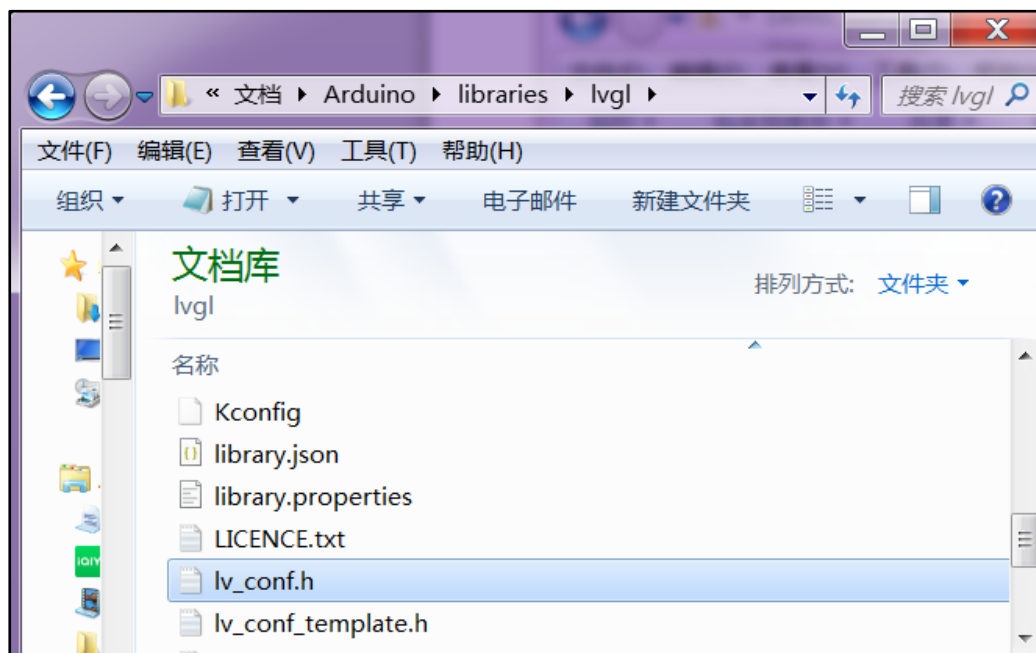 « 文档 Arduino libraries lvgl 搜索 lvgl
文件(F) 编辑(E) 查看(V) 工具(T) 帮助(H)
组织 打开 共享 电子邮件 新建文件夹
文档库
lvgl
排列方式: 文件夹
名称
Kconfig
library.json
library.properties
LICENCE.txt
lv_conf.h
lv_conf_template.h